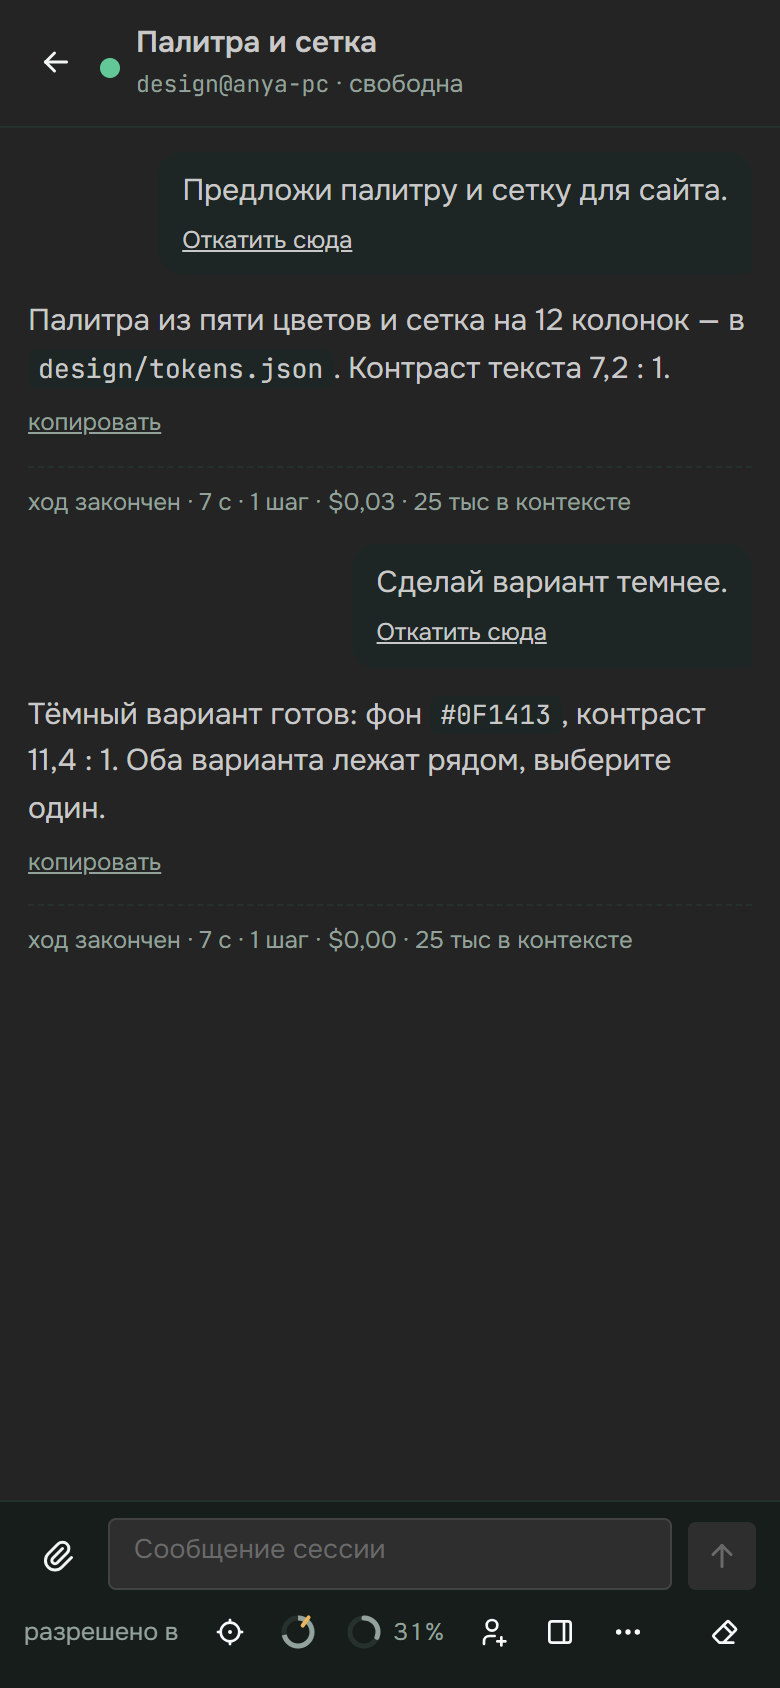 Палитра и сетка
design@anya-pc · свободна
Предложи палитру и сетку для сайта.
Откатить сюда
Палитра из пяти цветов и сетка на 12 колонок — в
design/tokens.json . Контраст текста 7,2 : 1.
копировать
ход закончен · 7 с · 1 шаг · $0,03 · 25 тыс в контексте
Сделай вариант темнее.
Откатить сюда
Тёмный вариант готов: фон #0F1413 , контраст
11,4 : 1. Оба варианта лежат рядом, выберите
один.
копировать
ход закончен · 7 с · 1 шаг · $0,00 · 25 тыс в контексте
Сообщение сессии
разрешено в 31%